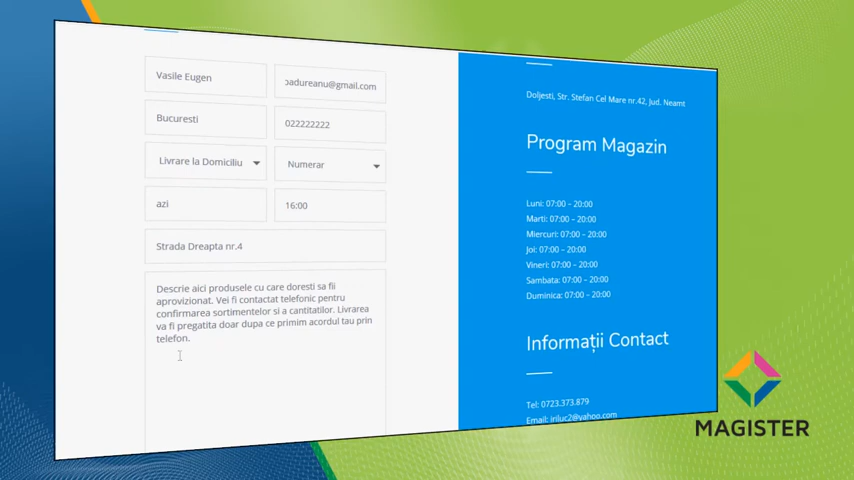 Vasile Eugen
padureanu@gmail.com
Bucuresti
022222222
Livrare la Domiciliu
Numerar
azi
16:00
Strada Dreapta nr.4
Descrie aici produsele cu care doresti sa fii
aprovizionat. Vei fi contactat telefonic pentru
confirmarea sortimentelor si a cantitatilor. Livrarea
va fi pregatita doar dupa ce primim acordul tau prin
telefon.
Doljesti, Str. Stefan Cel Mare nr.42, Jud. Neamt
Program Magazin
Luni: 07:00 – 20:00
Marti: 07:00 – 20:00
Miercuri: 07:00 – 20:00
Joi: 07:00 – 20:00
Vineri: 07:00 – 20:00
Sambata: 07:00 – 20:00
Duminica: 07:00 – 20:00
Informații Contact
Tel: 0723.373.879
Email: iriluc2@yahoo.com
MAGISTER